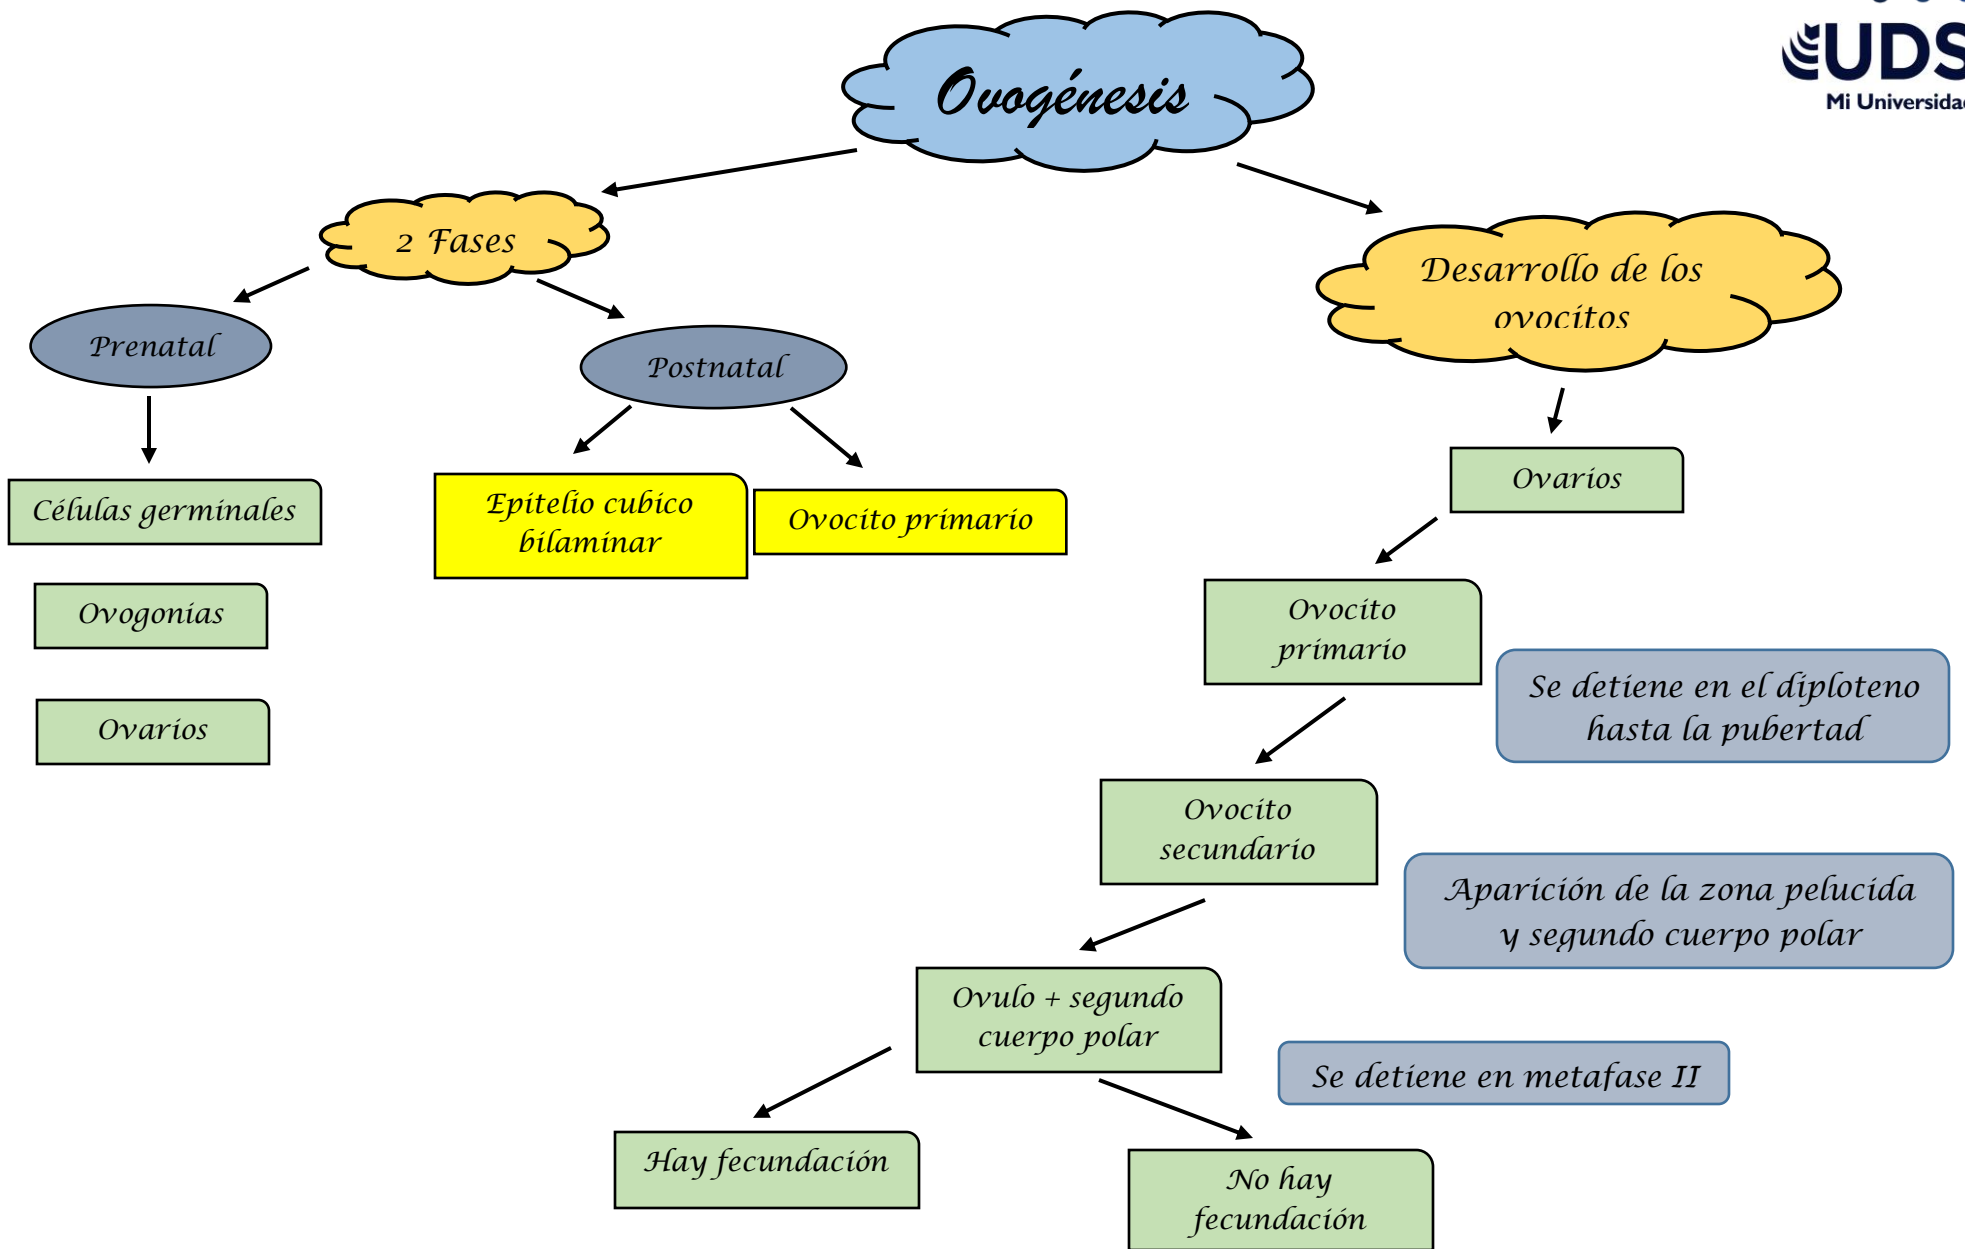 Ovogénesis
UDS
Mi Universidad
2 Fases
Desarrollo de los
ovocitos
Prenatal
Postnatal
Células germinales
Ovogonias
Ovarios
Epitelio cubico
bilaminar
Ovocito primario
Ovarios
Ovocito
primario
Se detiene en el diploteno
hasta la pubertad
Ovocito
secundario
Aparición de la zona pelucida
y segundo cuerpo polar
Ovulo + segundo
cuerpo polar
Se detiene en metafase II
Hay fecundación
No hay
fecundación